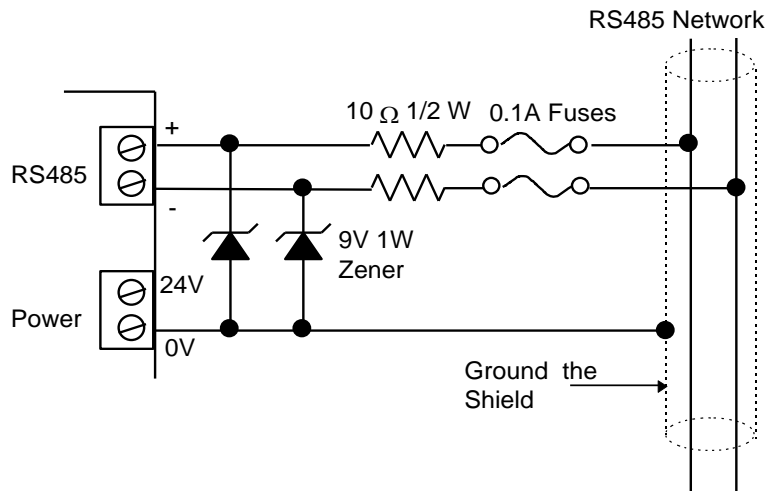 RS485 Network
10 Ω 1/2 W 0.1A Fuses
+
RS485
-
9V 1W
Zener
24V
Power
0V
Ground the
Shield